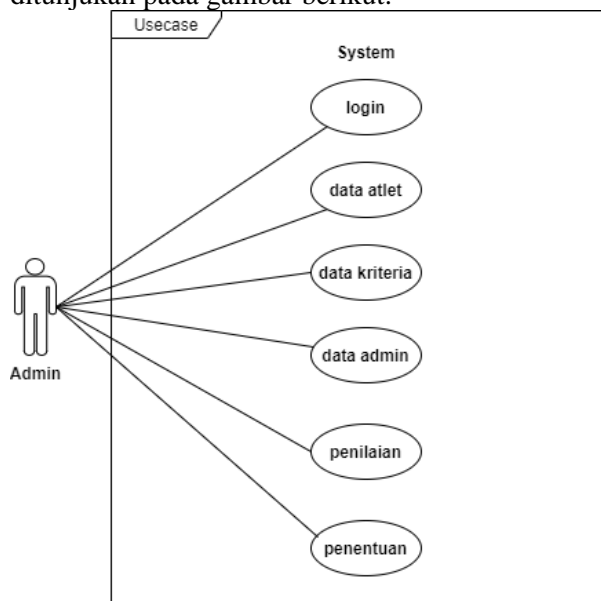 ditunjukan pada gambar berikut.
Usecase
System
login
data atlet
data kriteria
data admin
Admin
penilaian
penentuan